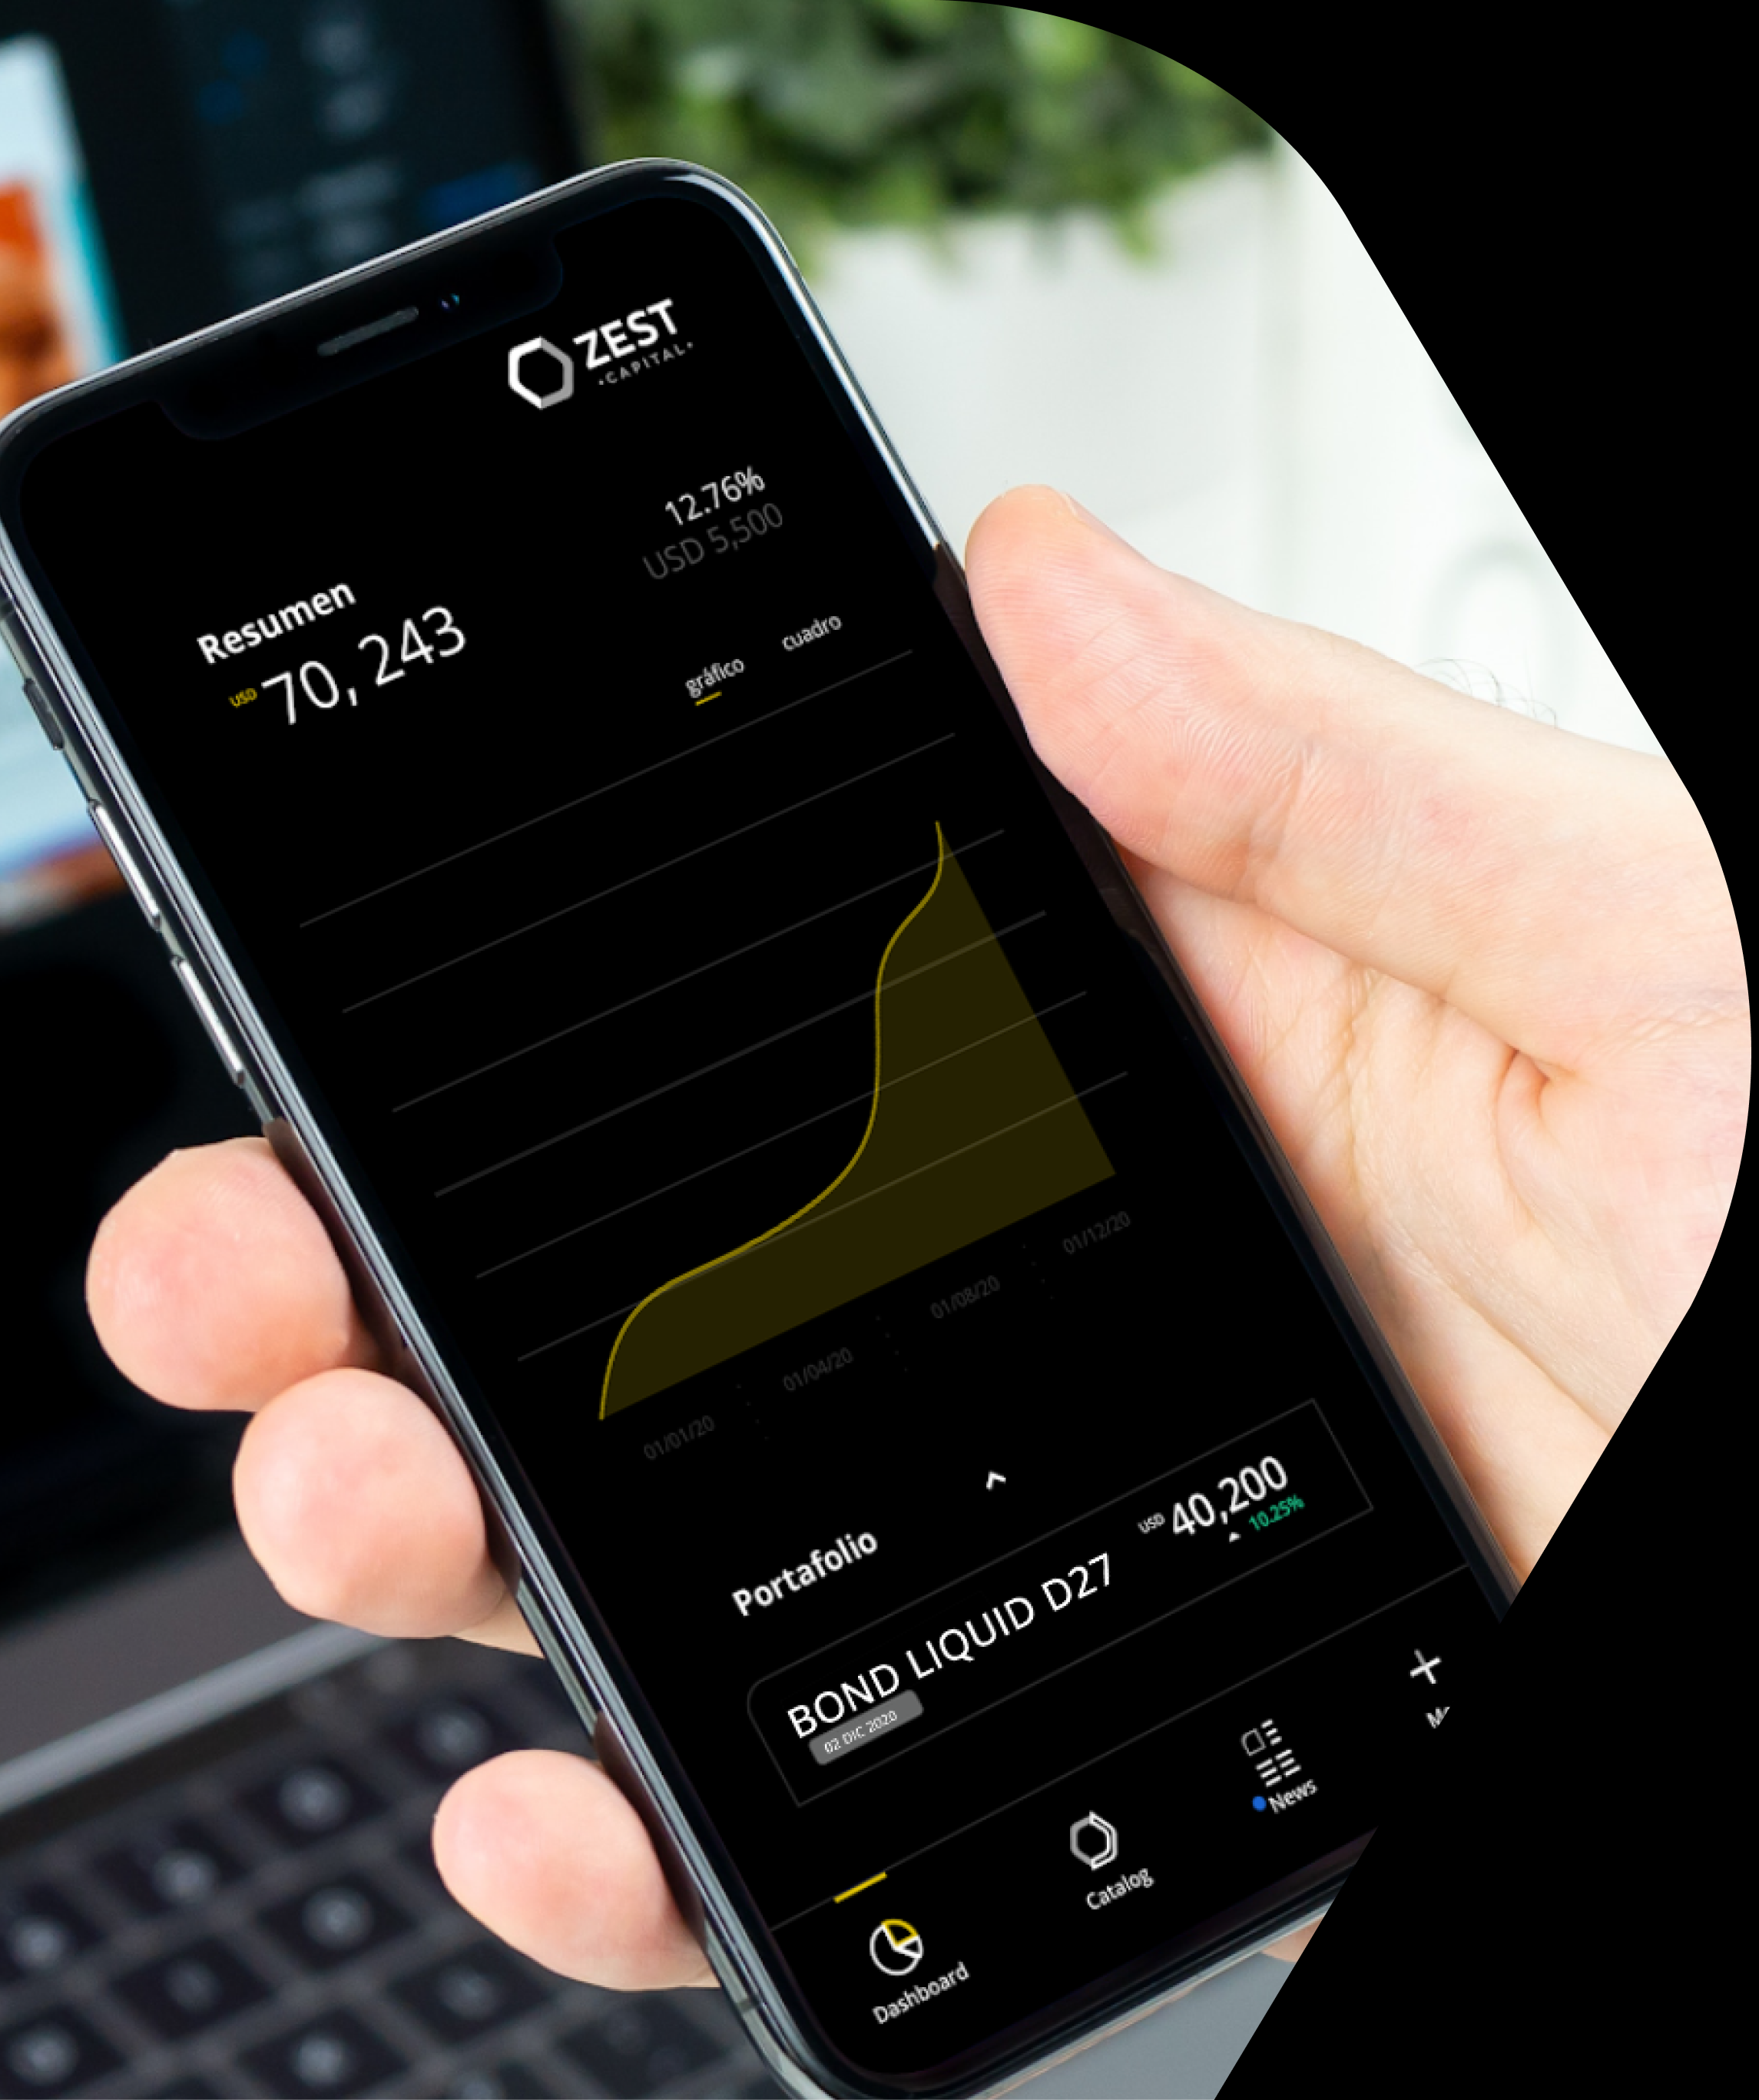 ZEST
•CAPITAL•
12.76%
USD 5,500
Resumen
USD 70, 243
gráfico
cuadro
01/01/20
01/04/20
01/08/20
01/12/20
Portafolio
BOND LIQUID D27
02 DIC 2020
USD 40,200
10.25%
Dashboard
Catalog
News